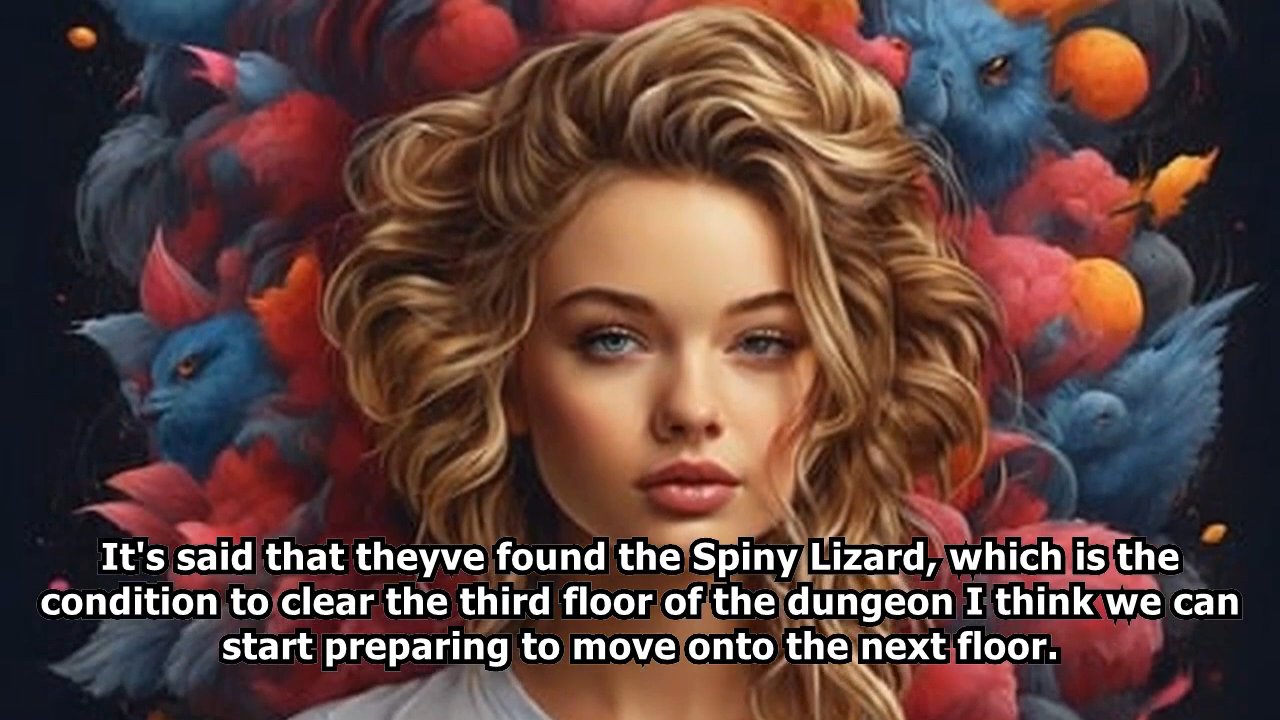 It's said that theyve found the Spiny Lizard, which is the
condition to clear the third floor of the dungeon I think we can
start preparing to move onto the next floor.